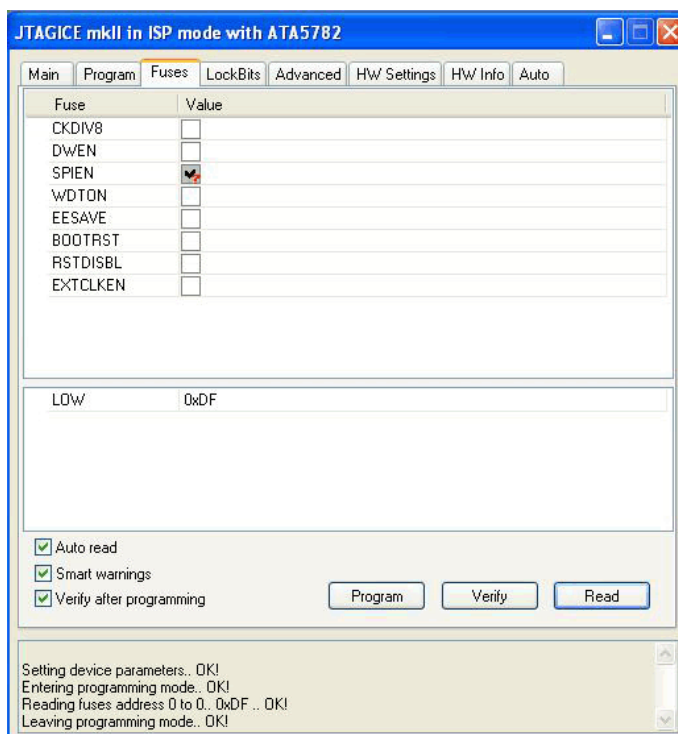 JTAGICE mkII in ISP mode with ATA5782
Main Program Fuses LockBits Advanced HW Settings HW Info Auto
Fuse Value
CKDIV8
DWEN
SPIEN
WDTON
EESAVE
BOOTRST
RSTDISBL
EXTCLKEN
LOW 0xDF
Auto read
Smart warnings
Verify after programming
Program Verify Read
Setting device parameters.. OK!
Entering programming mode.. OK!
Reading fuses address 0 to 0.. 0xDF .. OK!
Leaving programming mode.. OK!